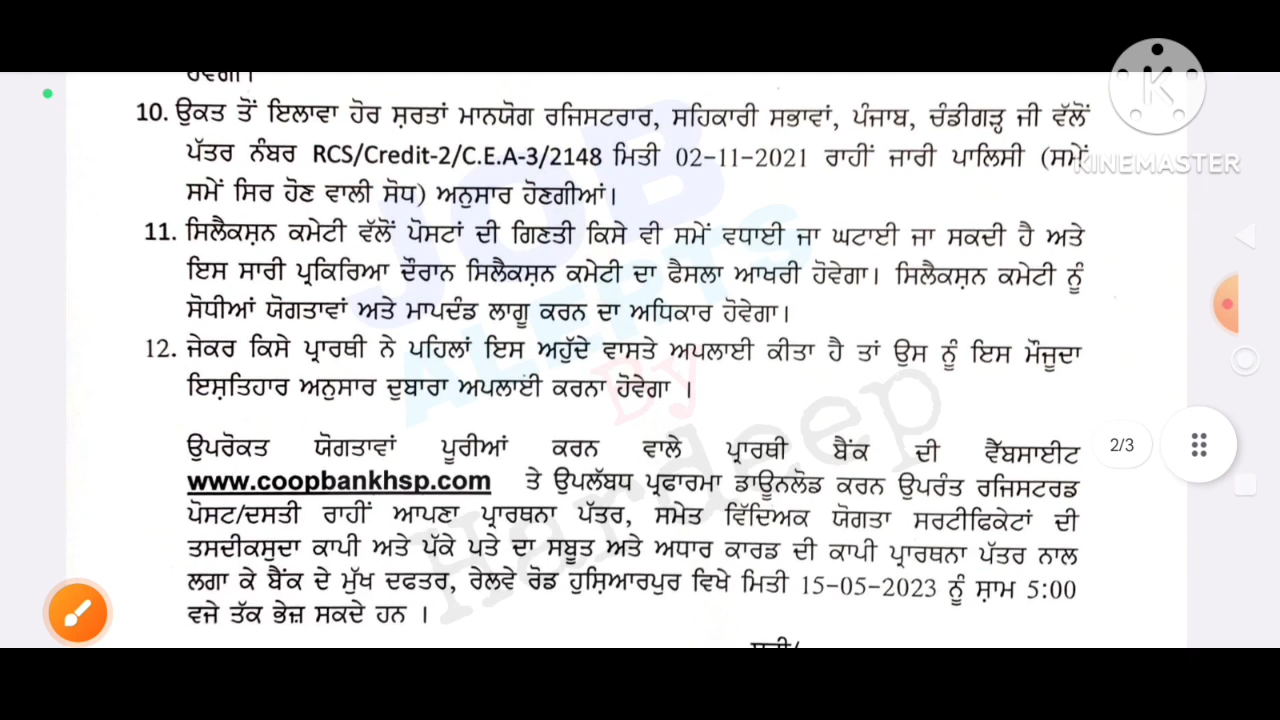 ਹੋਵੇਗੀ।
10. ਉਕਤ ਤੋਂ ਇਲਾਵਾ ਹੋਰ ਸ਼ਰਤਾਂ ਮਾਨਯੋਗ ਰਜਿਸਟਰਾਰ, ਸਹਿਕਾਰੀ ਸਭਾਵਾਂ, ਪੰਜਾਬ, ਚੰਡੀਗੜ੍ਹ ਜੀ ਵੱਲੋਂ
ਪੱਤਰ ਨੰਬਰ RCS/Credit-2/C.E.A-3/2148 ਮਿਤੀ 02-11-2021 ਰਾਹੀਂ ਜਾਰੀ ਪਾਲਿਸੀ (ਸਮੇਂ
KINEMASTER
ਸਮੇਂ ਸਿਰ ਹੋਣ ਵਾਲੀ ਸੋਧ) ਅਨੁਸਾਰ ਹੋਣਗੀਆਂ।
11. ਸਿਲੈਕਸ਼ਨ ਕਮੇਟੀ ਵੱਲੋਂ ਪੋਸਟਾਂ ਦੀ ਗਿਣਤੀ ਕਿਸੇ ਵੀ ਸਮੇਂ ਵਧਾਈ ਜਾ ਘਟਾਈ ਜਾ ਸਕਦੀ ਹੈ ਅਤੇ
ਇਸ ਸਾਰੀ ਪ੍ਰਕਿਰਿਆ ਦੌਰਾਨ ਸਿਲੈਕਸ਼ਨ ਕਮੇਟੀ ਦਾ ਫੈਸਲਾ ਆਖਰੀ ਹੋਵੇਗਾ। ਸਿਲੈਕਸ਼ਨ ਕਮੇਟੀ ਨੂੰ
ਸੋਧੀਆਂ ਯੋਗਤਾਵਾਂ ਅਤੇ ਮਾਪਦੰਡ ਲਾਗੂ ਕਰਨ ਦਾ ਅਧਿਕਾਰ ਹੋਵੇਗਾ।
12. ਜੇਕਰ ਕਿਸੇ ਪ੍ਰਾਰਥੀ ਨੇ ਪਹਿਲਾਂ ਇਸ ਅਹੁੱਦੇ ਵਾਸਤੇ ਅਪਲਾਈ ਕੀਤਾ ਹੈ ਤਾਂ ਉਸ ਨੂੰ ਇਸ ਮੌਜੂਦਾ
ਇਸ਼ਤਿਹਾਰ ਅਨੁਸਾਰ ਦੁਬਾਰਾ ਅਪਲਾਈ ਕਰਨਾ ਹੋਵੇਗਾ ।
ਉਪਰੋਕਤ ਯੋਗਤਾਵਾਂ ਪੂਰੀਆਂ ਕਰਨ ਵਾਲੇ ਪ੍ਰਾਰਥੀ ਬੈਂਕ ਦੀ ਵੈੱਬਸਾਈਟ
2/3
www.coopbankhsp.com ਤੇ ਉਪਲੱਬਧ ਪ੍ਰਫਾਰਮਾ ਡਾਊਨਲੋਡ ਕਰਨ ਉਪਰੰਤ ਰਜਿਸਟਰਡ
ਪੋਸਟ/ਦਸਤੀ ਰਾਹੀਂ ਆਪਣਾ ਪ੍ਰਾਰਥਨਾ ਪੱਤਰ, ਸਮੇਤ ਵਿੱਦਿਅਕ ਯੋਗਤਾ ਸਰਟੀਫਿਕੇਟਾਂ ਦੀ
ਤਸਦੀਕਸੁਦਾ ਕਾਪੀ ਅਤੇ ਪੱਕੇ ਪਤੇ ਦਾ ਸਬੂਤ ਅਤੇ ਅਧਾਰ ਕਾਰਡ ਦੀ ਕਾਪੀ ਪ੍ਰਾਰਥਨਾ ਪੱਤਰ ਨਾਲ
ਲਗਾ ਕੇ ਬੈਂਕ ਦੇ ਮੁੱਖ ਦਫਤਰ, ਰੇਲਵੇ ਰੋਡ ਹੁਸ਼ਿਆਰਪੁਰ ਵਿਖੇ ਮਿਤੀ 15-05-2023 ਨੂੰ ਸ਼ਾਮ 5:00
ਵਜੇ ਤੱਕ ਭੇਜ਼ ਸਕਦੇ ਹਨ ।
JOB
ALERTS
By
Hardeep